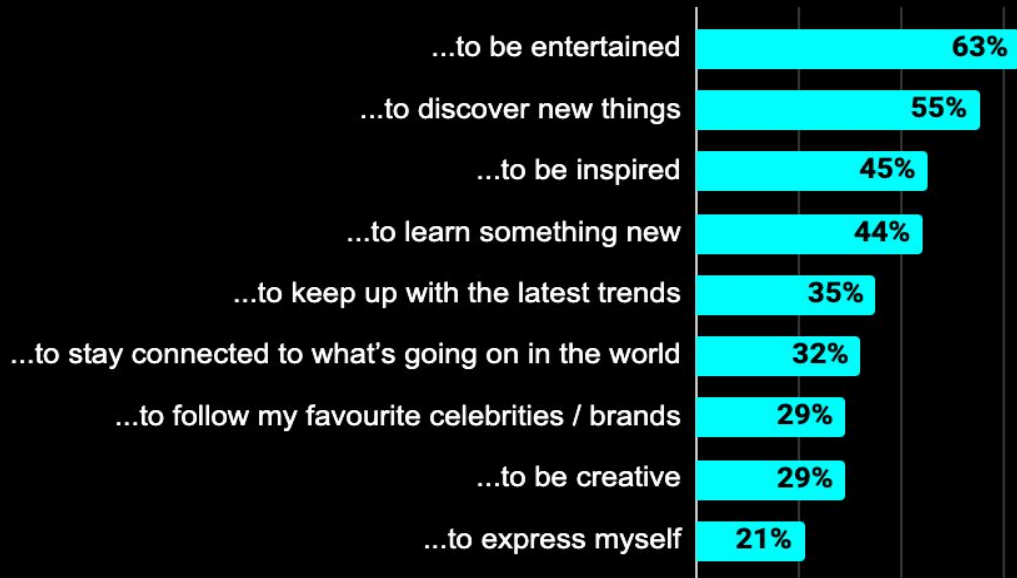 ...to be entertained 63%
...to discover new things 55%
...to be inspired 45%
...to learn something new 44%
...to keep up with the latest trends 35%
...to stay connected to what’s going on in the world 32%
...to follow my favourite celebrities / brands 29%
...to be creative 29%
...to express myself 21%